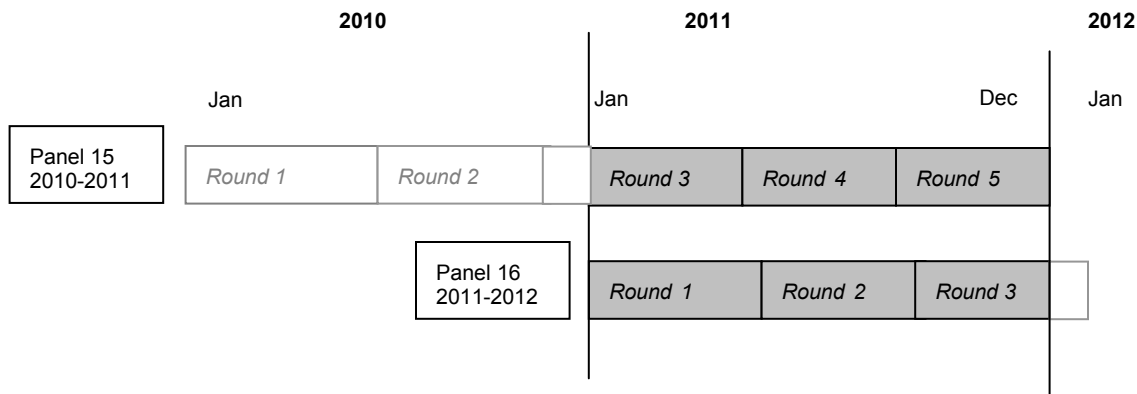 2010 2011 2012
Jan Jan Dec Jan
Panel 15
2010-2011
Round 1 Round 2 Round 3 Round 4 Round 5
Panel 16
2011-2012
Round 1 Round 2 Round 3